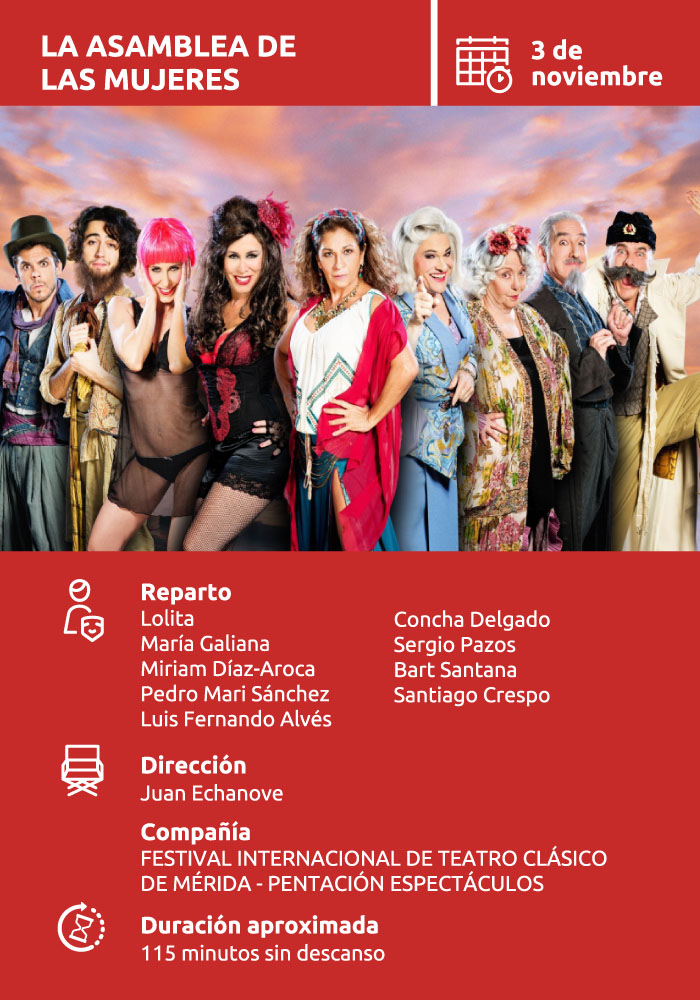 LA ASAMBLEA DE
LAS MUJERES
3 de
noviembre
Reparto
Lolita
María Galiana
Miriam Díaz-Aroca
Pedro Mari Sánchez
Luis Fernando Alvés
Concha Delgado
Sergio Pazos
Bart Santana
Santiago Crespo
Dirección
Juan Echanove
Compañía
FESTIVAL INTERNACIONAL DE TEATRO CLÁSICO
DE MÉRIDA - PENTACIÓN ESPECTÁCULOS
Duración aproximada
115 minutos sin descanso